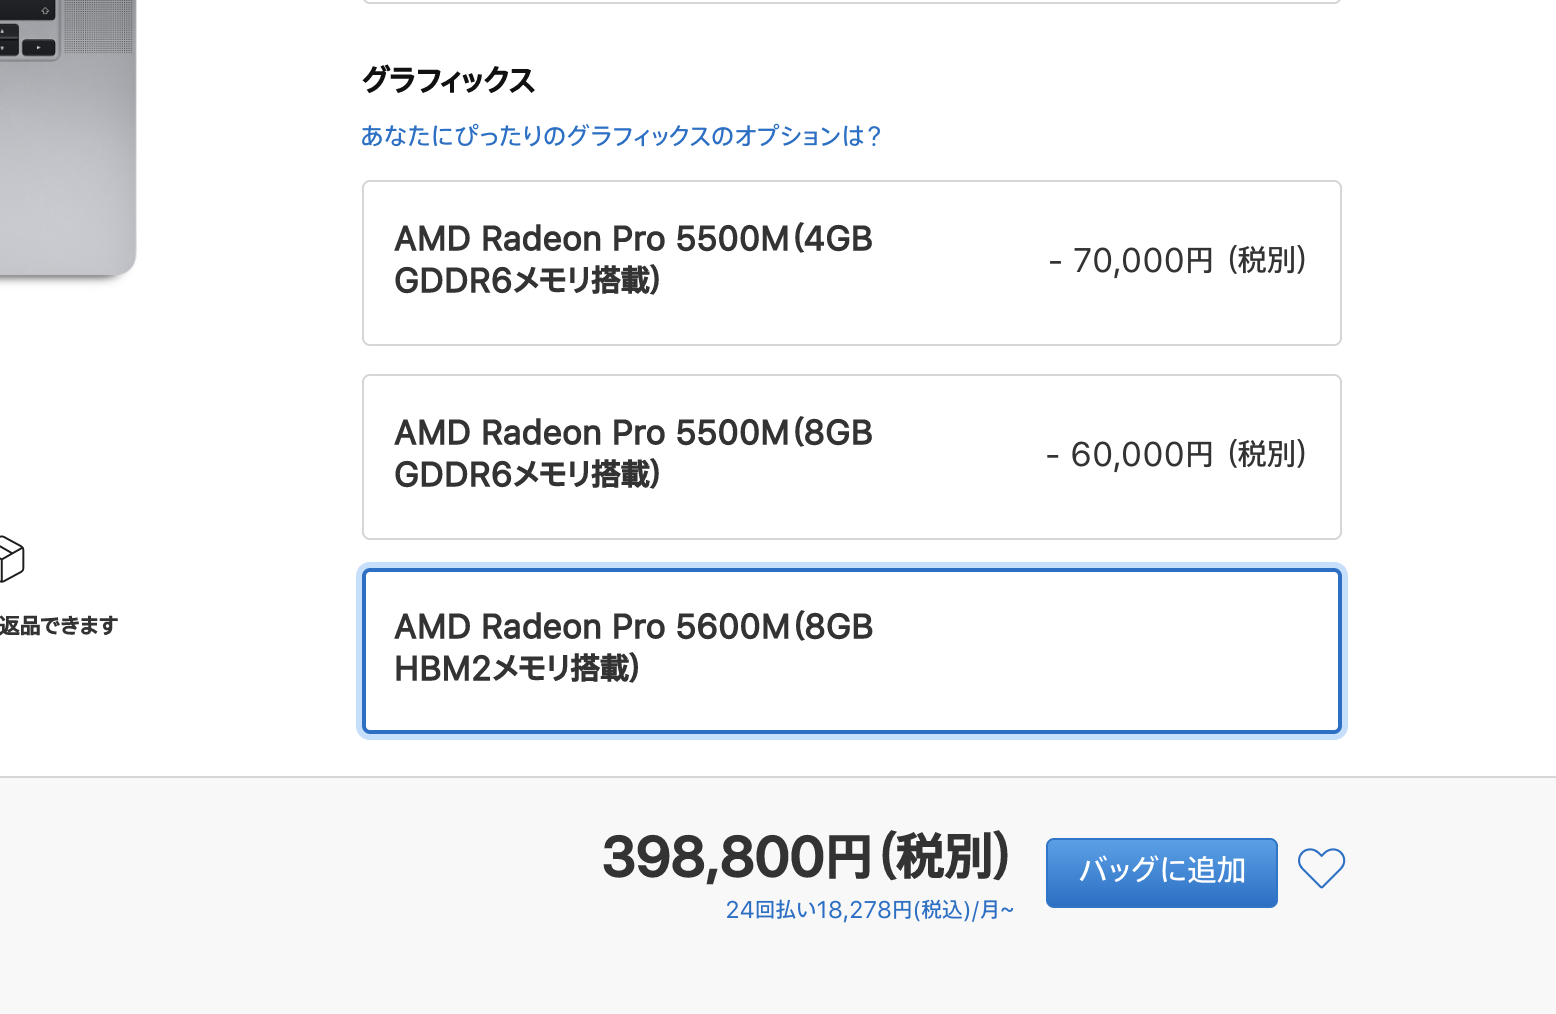 グラフィックス
あなたにぴったりのグラフィックスのオプションは？
AMD Radeon Pro 5500M（4GB
GDDR6メモリ搭載）
- 70,000円（税別）
AMD Radeon Pro 5500M（8GB
GDDR6メモリ搭載）
- 60,000円（税別）
AMD Radeon Pro 5600M（8GB
HBM2メモリ搭載）
返品できます
398,800円（税別）
24回払い18,278円(税込)/月~
バッグに追加